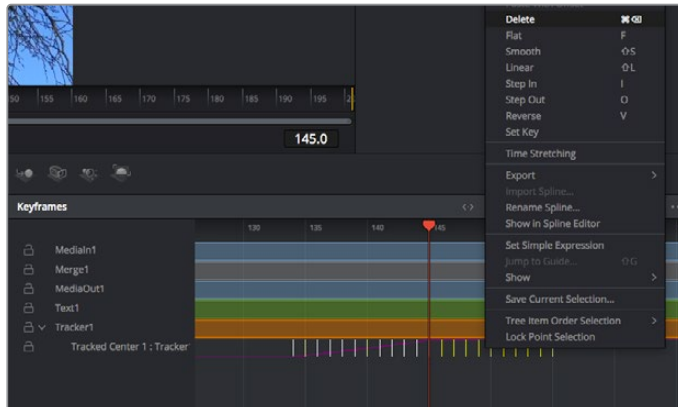 Delete ⌘⌫
Flat F
Smooth ⇧S
Linear ⇧L
Step In I
Step Out O
Reverse V
Set Key
Time Stretching
Export >
Import Spline...
Rename Spline...
Show in Spline Editor
Set Simple Expression
Jump to Guide... ⇧G
Show >
Save Current Selection...
Tree Item Order Selection >
Lock Point Selection
155 160 165 170 175 180 185 190 195
145.0
Keyframes
130 135 140 145
MediaIn1
Merge1
MediaOut1
Text1
Tracker1
Tracked Center 1 : Tracker